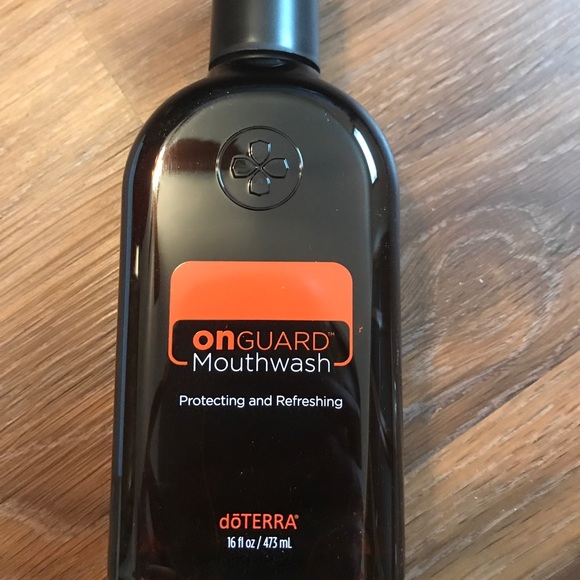 onGUARD™
Mouthwash
Protecting and Refreshing
dōTERRA®
16 fl oz / 473 mL